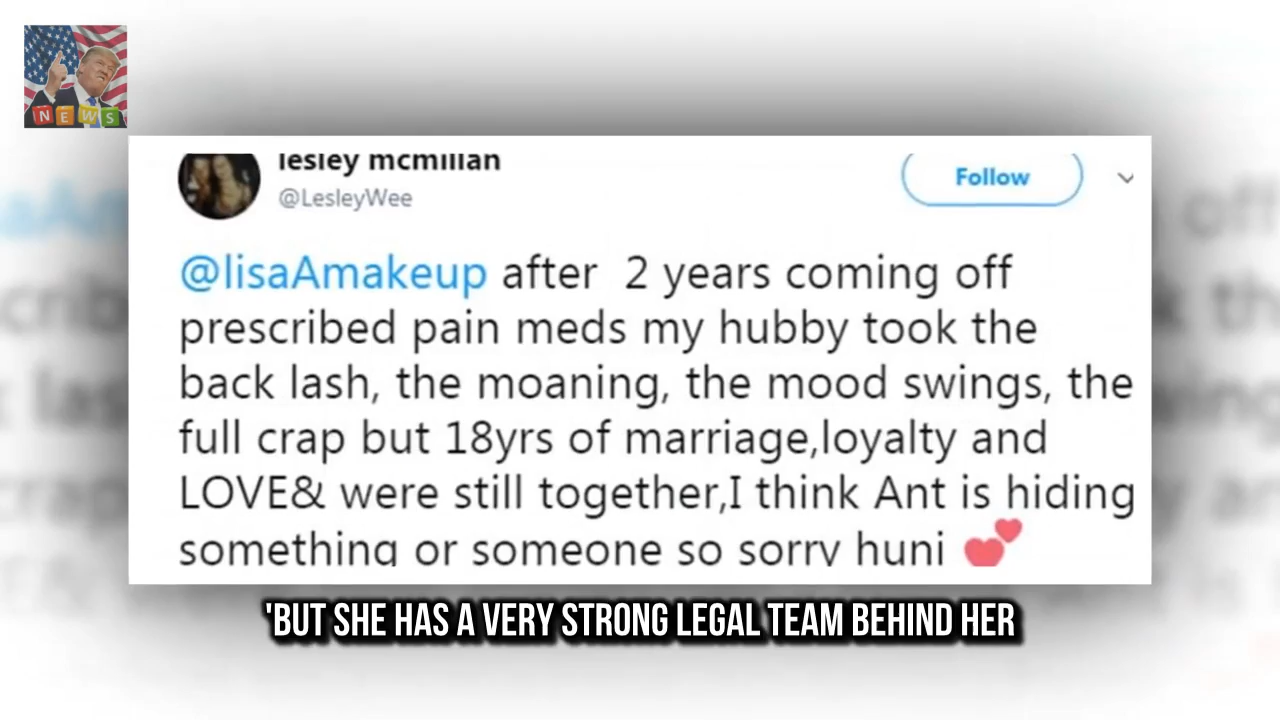 NEWS
lesley mcmillan
@LesleyWee
Follow
@lisaAmakeup after 2 years coming off
prescribed pain meds my hubby took the
back lash, the moaning, the mood swings, the
full crap but 18yrs of marriage,loyalty and
LOVE& were still together,I think Ant is hiding
something or someone so sorry huni 💕
'BUT SHE HAS A VERY STRONG LEGAL TEAM BEHIND HER